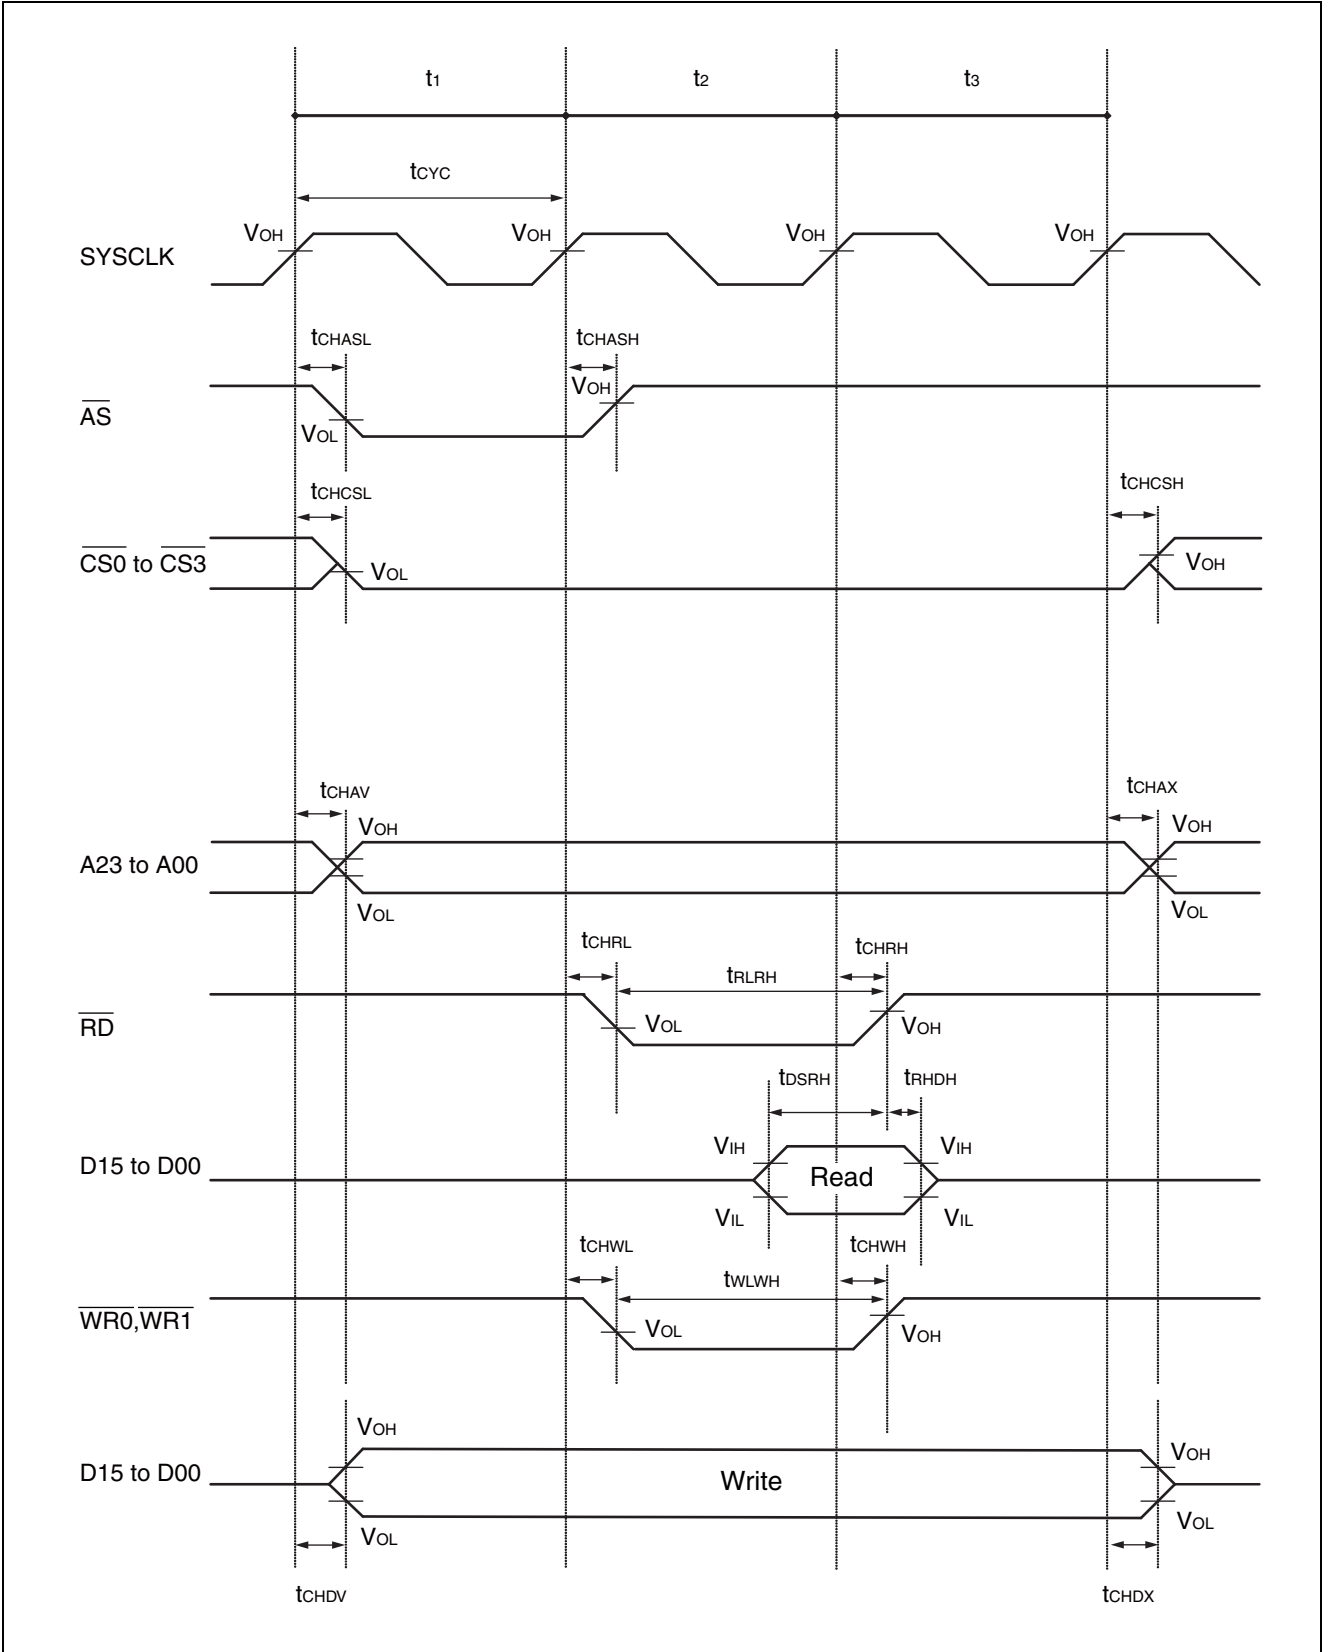 t1 t2 t3
tCYC
VOH VOH VOH VOH
SYSCLK
tCHASL tCHASH
VOH
AS
VOL
tCHCSL tCHCSH
CS0 to CS3 VOL VOH
tCHAV tCHAX
VOH VOH
A23 to A00
VOL VOL
tCHRL tCHRH
tRLRH
RD VOL VOH
tDSRH tRHDH
VIH VIH
D15 to D00 Read
VIL VIL
tCHWL tCHWH
tWLWH
WR0,WR1 VOL VOH
VOH VOH
D15 to D00 Write
VOL VOL
tCHDV tCHDX